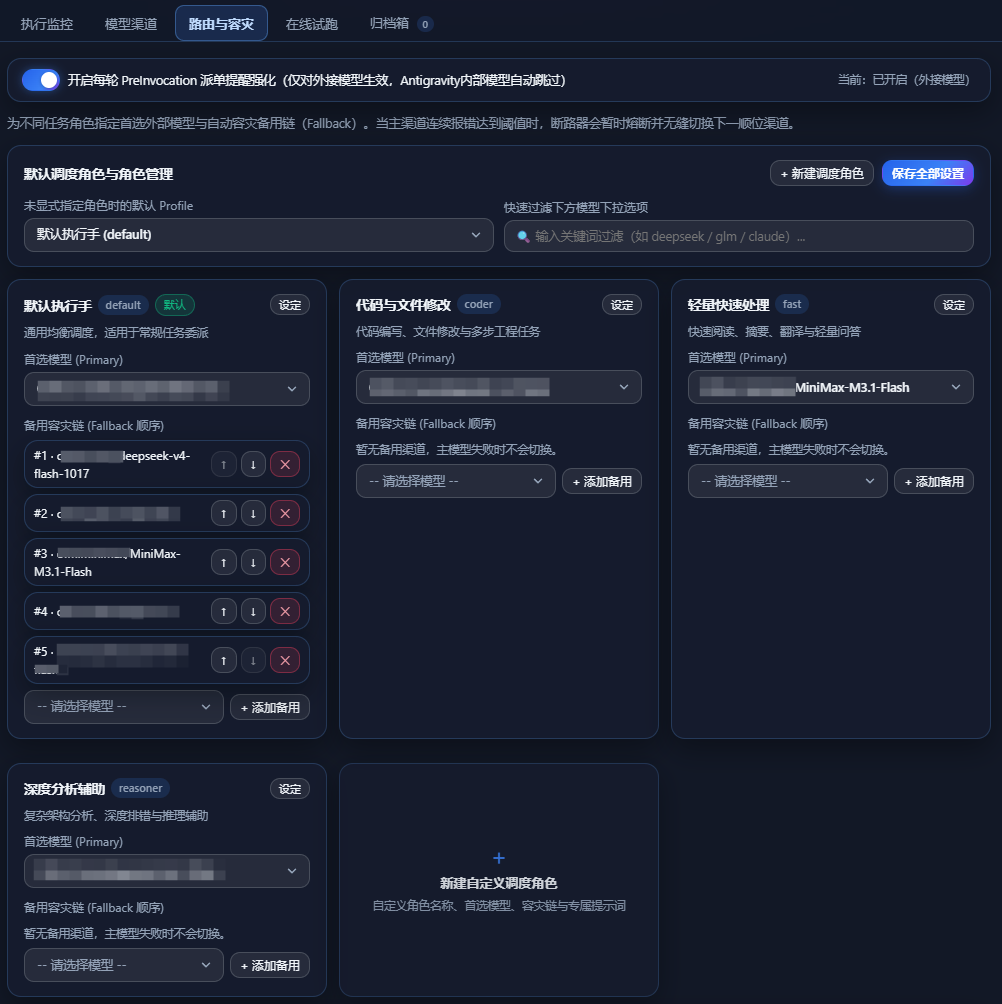 执行监控 模型渠道 路由与容灾 在线试跑 归档箱 0
开启每轮 PreInvocation 派单提醒强化（仅对外接模型生效，Antigravity内部模型自动跳过） 当前：已开启（外接模型）
为不同任务角色指定首选外部模型与自动容灾备用链（Fallback）。当主渠道连续报错达到阈值时，断路器会暂时熔断并无缝切换下一顺位渠道。
默认调度角色与角色管理 + 新建调度角色 保存全部设置
未显式指定角色时的默认 Profile
默认执行手 (default)
快速过滤下方模型下拉选项
输入关键词过滤（如 deepseek / glm / claude）...
默认执行手 default 默认 设定
通用均衡调度，适用于常规任务委派
首选模型 (Primary)
备用容灾链 (Fallback 顺序)
#1 · deepseek-v4-
flash-1017 ↑ ↓ ×
#2 · ↑ ↓ ×
#3 · MiniMax-
M3.1-Flash ↑ ↓ ×
#4 · ↑ ↓ ×
#5 · ↑ ↓ ×
-- 请选择模型 -- + 添加备用
代码与文件修改 coder 设定
代码编写、文件修改与多步工程任务
首选模型 (Primary)
备用容灾链 (Fallback 顺序)
暂无备用渠道，主模型失败时不会切换。
-- 请选择模型 -- + 添加备用
轻量快速处理 fast 设定
快速阅读、摘要、翻译与轻量问答
首选模型 (Primary)
MiniMax-M3.1-Flash
备用容灾链 (Fallback 顺序)
暂无备用渠道，主模型失败时不会切换。
-- 请选择模型 -- + 添加备用
深度分析辅助 reasoner 设定
复杂架构分析、深度排错与推理辅助
首选模型 (Primary)
备用容灾链 (Fallback 顺序)
暂无备用渠道，主模型失败时不会切换。
-- 请选择模型 -- + 添加备用
+
新建自定义调度角色
自定义角色名称、首选模型、容灾链与专属提示词